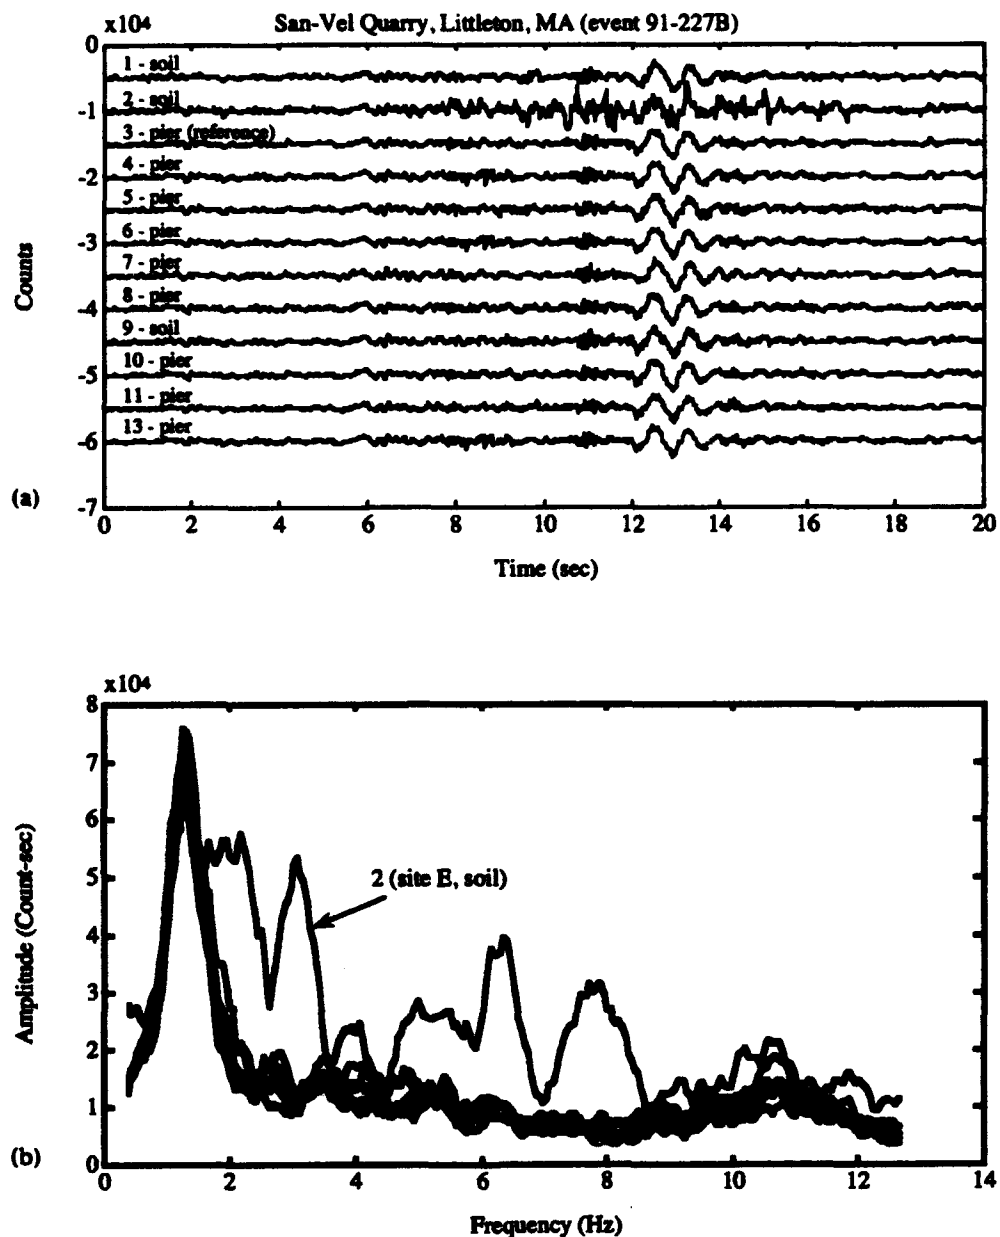 x10⁴ San-Vel Quarry, Littleton, MA (event 91-227B)
0
1 - soil
2 - soil
-1
3 - pier (reference)
4 - pier
-2
5 - pier
6 - pier
-3
7 - pier
8 - pier
-4
9 - soil
10 - pier
-5
11 - pier
13 - pier
-6
-7
Counts
(a)
0 2 4 6 8 10 12 14 16 18 20
Time (sec)
x10⁴
8
7
6
5
4
3
2
1
0
2 (site E, soil)
Amplitude (Count-sec)
(b)
0 2 4 6 8 10 12 14
Frequency (Hz)